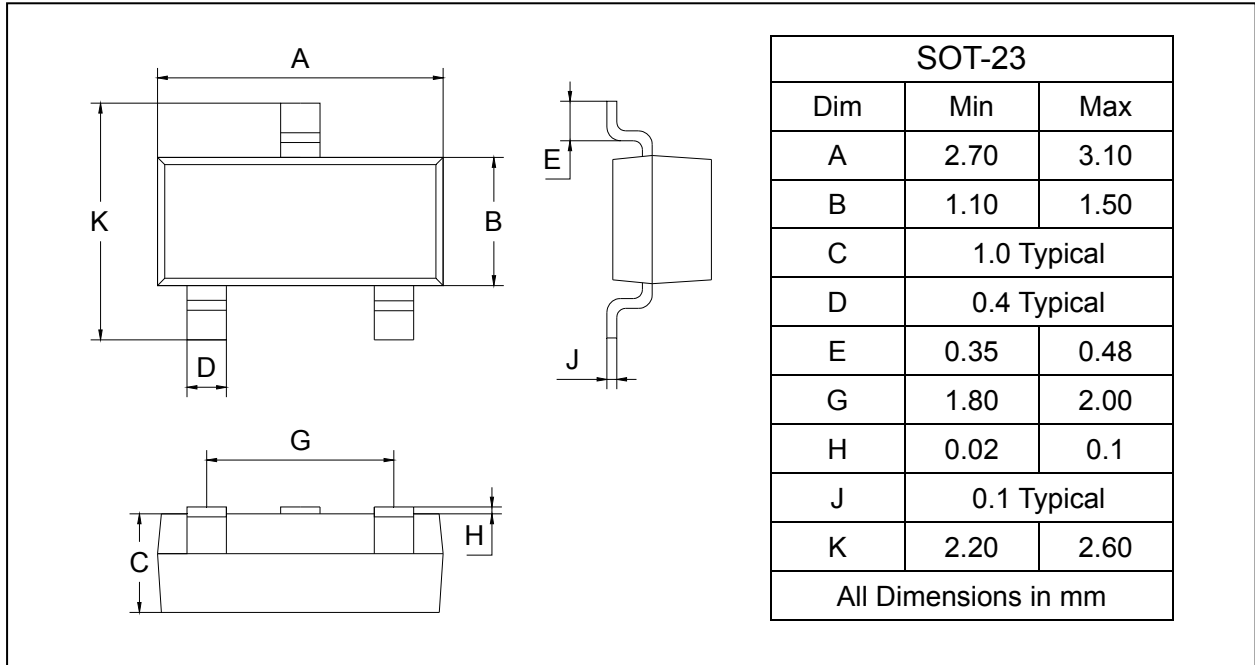 A
K
B
D
E
J
G
C
H
SOT-23
Dim Min Max
A 2.70 3.10
B 1.10 1.50
C 1.0 Typical
D 0.4 Typical
E 0.35 0.48
G 1.80 2.00
H 0.02 0.1
J 0.1 Typical
K 2.20 2.60
All Dimensions in mm